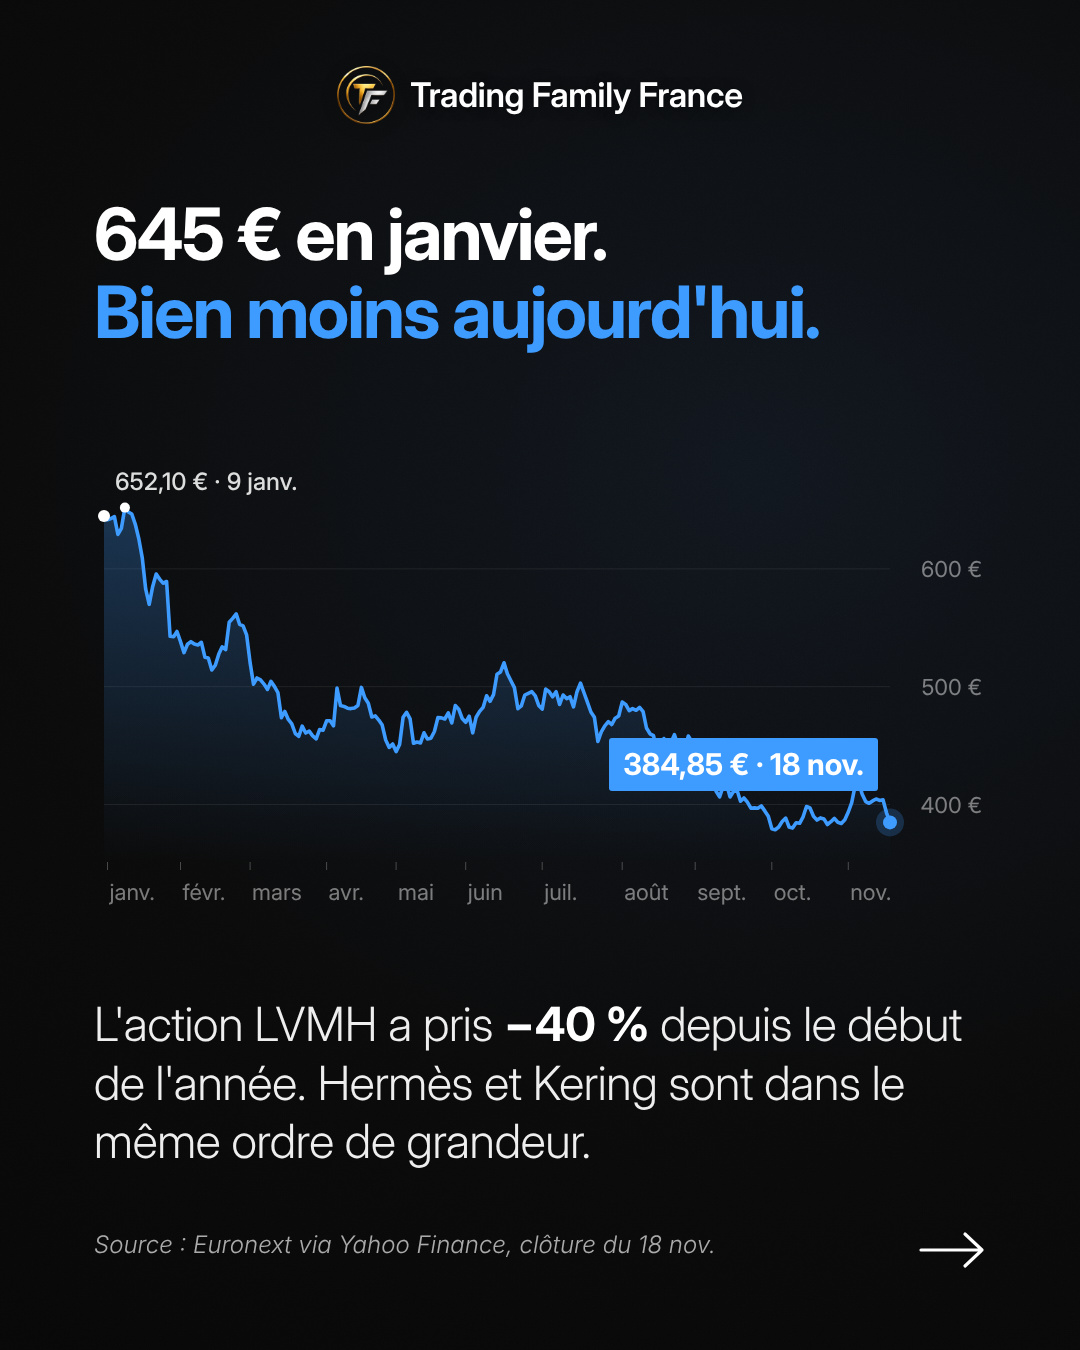 TF
Trading Family France
645 € en janvier.
Bien moins aujourd'hui.
652,10 € · 9 janv.
600 €
500 €
384,85 € · 18 nov.
400 €
janv. févr. mars avr. mai juin juil. août sept. oct. nov.
L'action LVMH a pris −40 % depuis le début
de l'année. Hermès et Kering sont dans le
même ordre de grandeur.
Source : Euronext via Yahoo Finance, clôture du 18 nov.